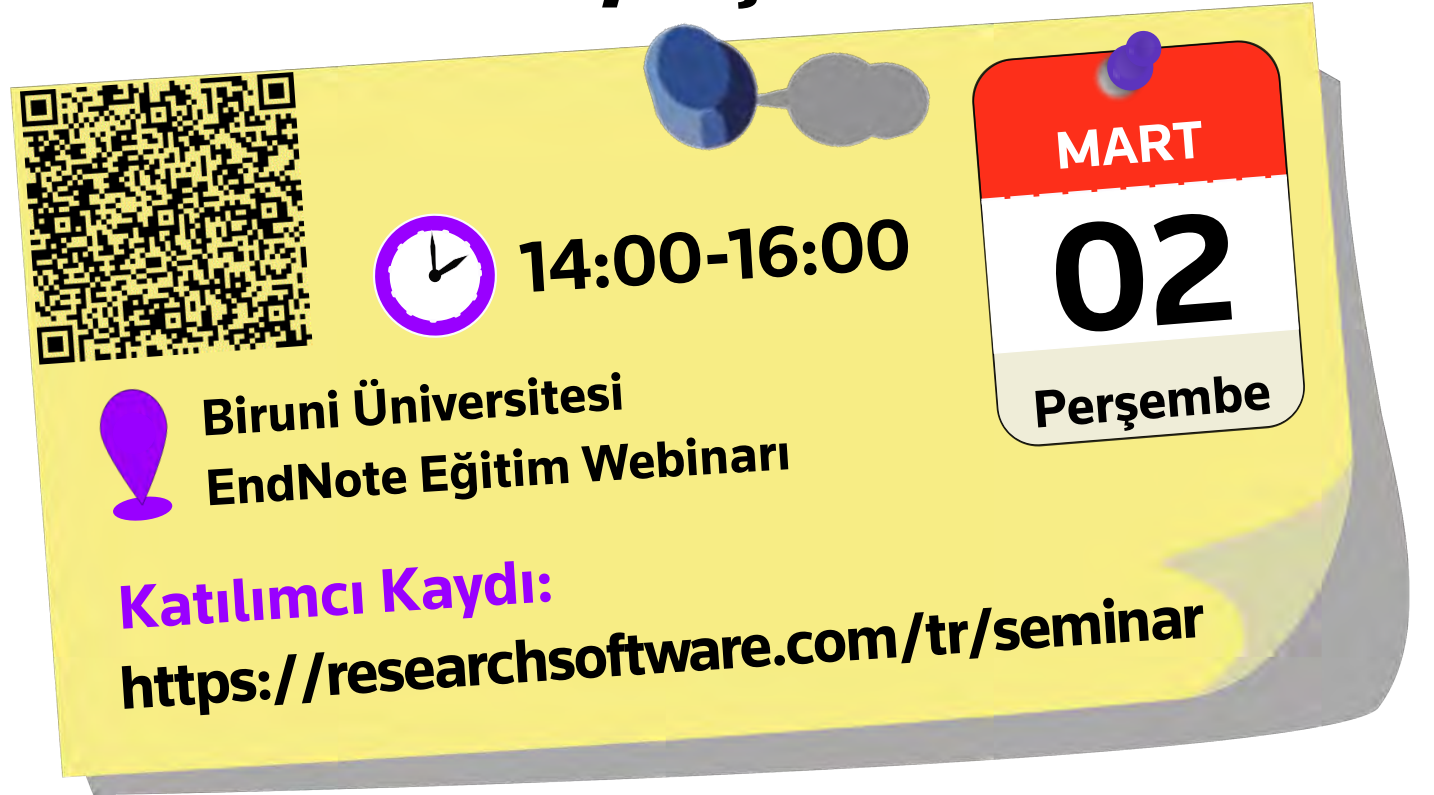 14:00-16:00
MART
02
Perşembe
Biruni Üniversitesi
EndNote Eğitim Webinarı
Katılımcı Kaydı:
https://researchsoftware.com/tr/seminar